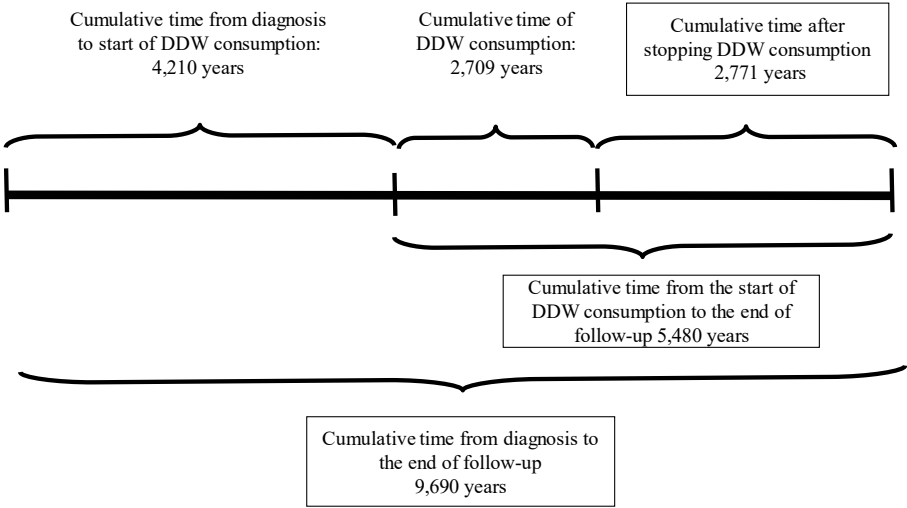 Cumulative time from diagnosis
to start of DDW consumption:
4,210 years
Cumulative time of
DDW consumption:
2,709 years
Cumulative time after
stopping DDW consumption
2,771 years
Cumulative time from the start of
DDW consumption to the end of
follow-up 5,480 years
Cumulative time from diagnosis to
the end of follow-up
9,690 years